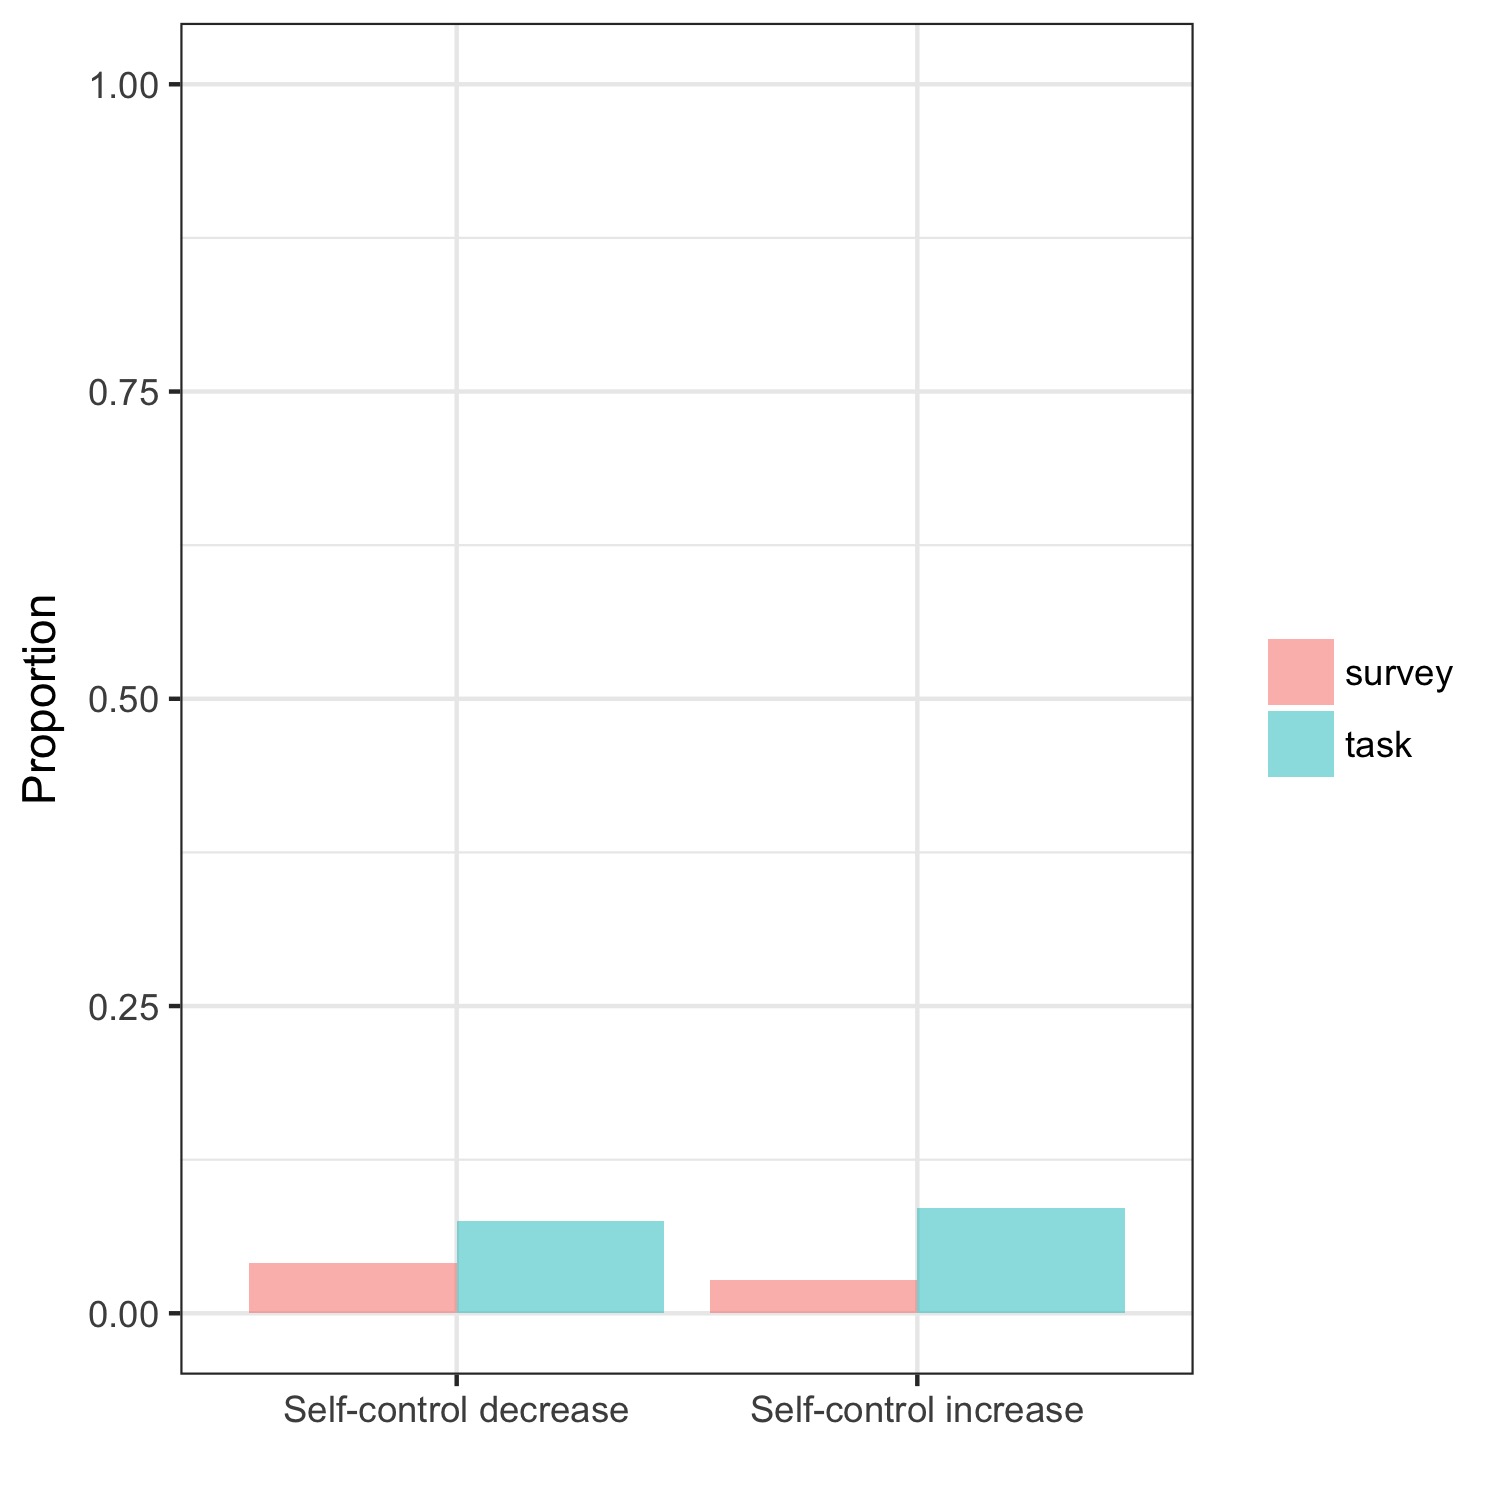 1.00
0.75
0.50
0.25
0.00
Proportion
Self-control decrease
Self-control increase
survey
task